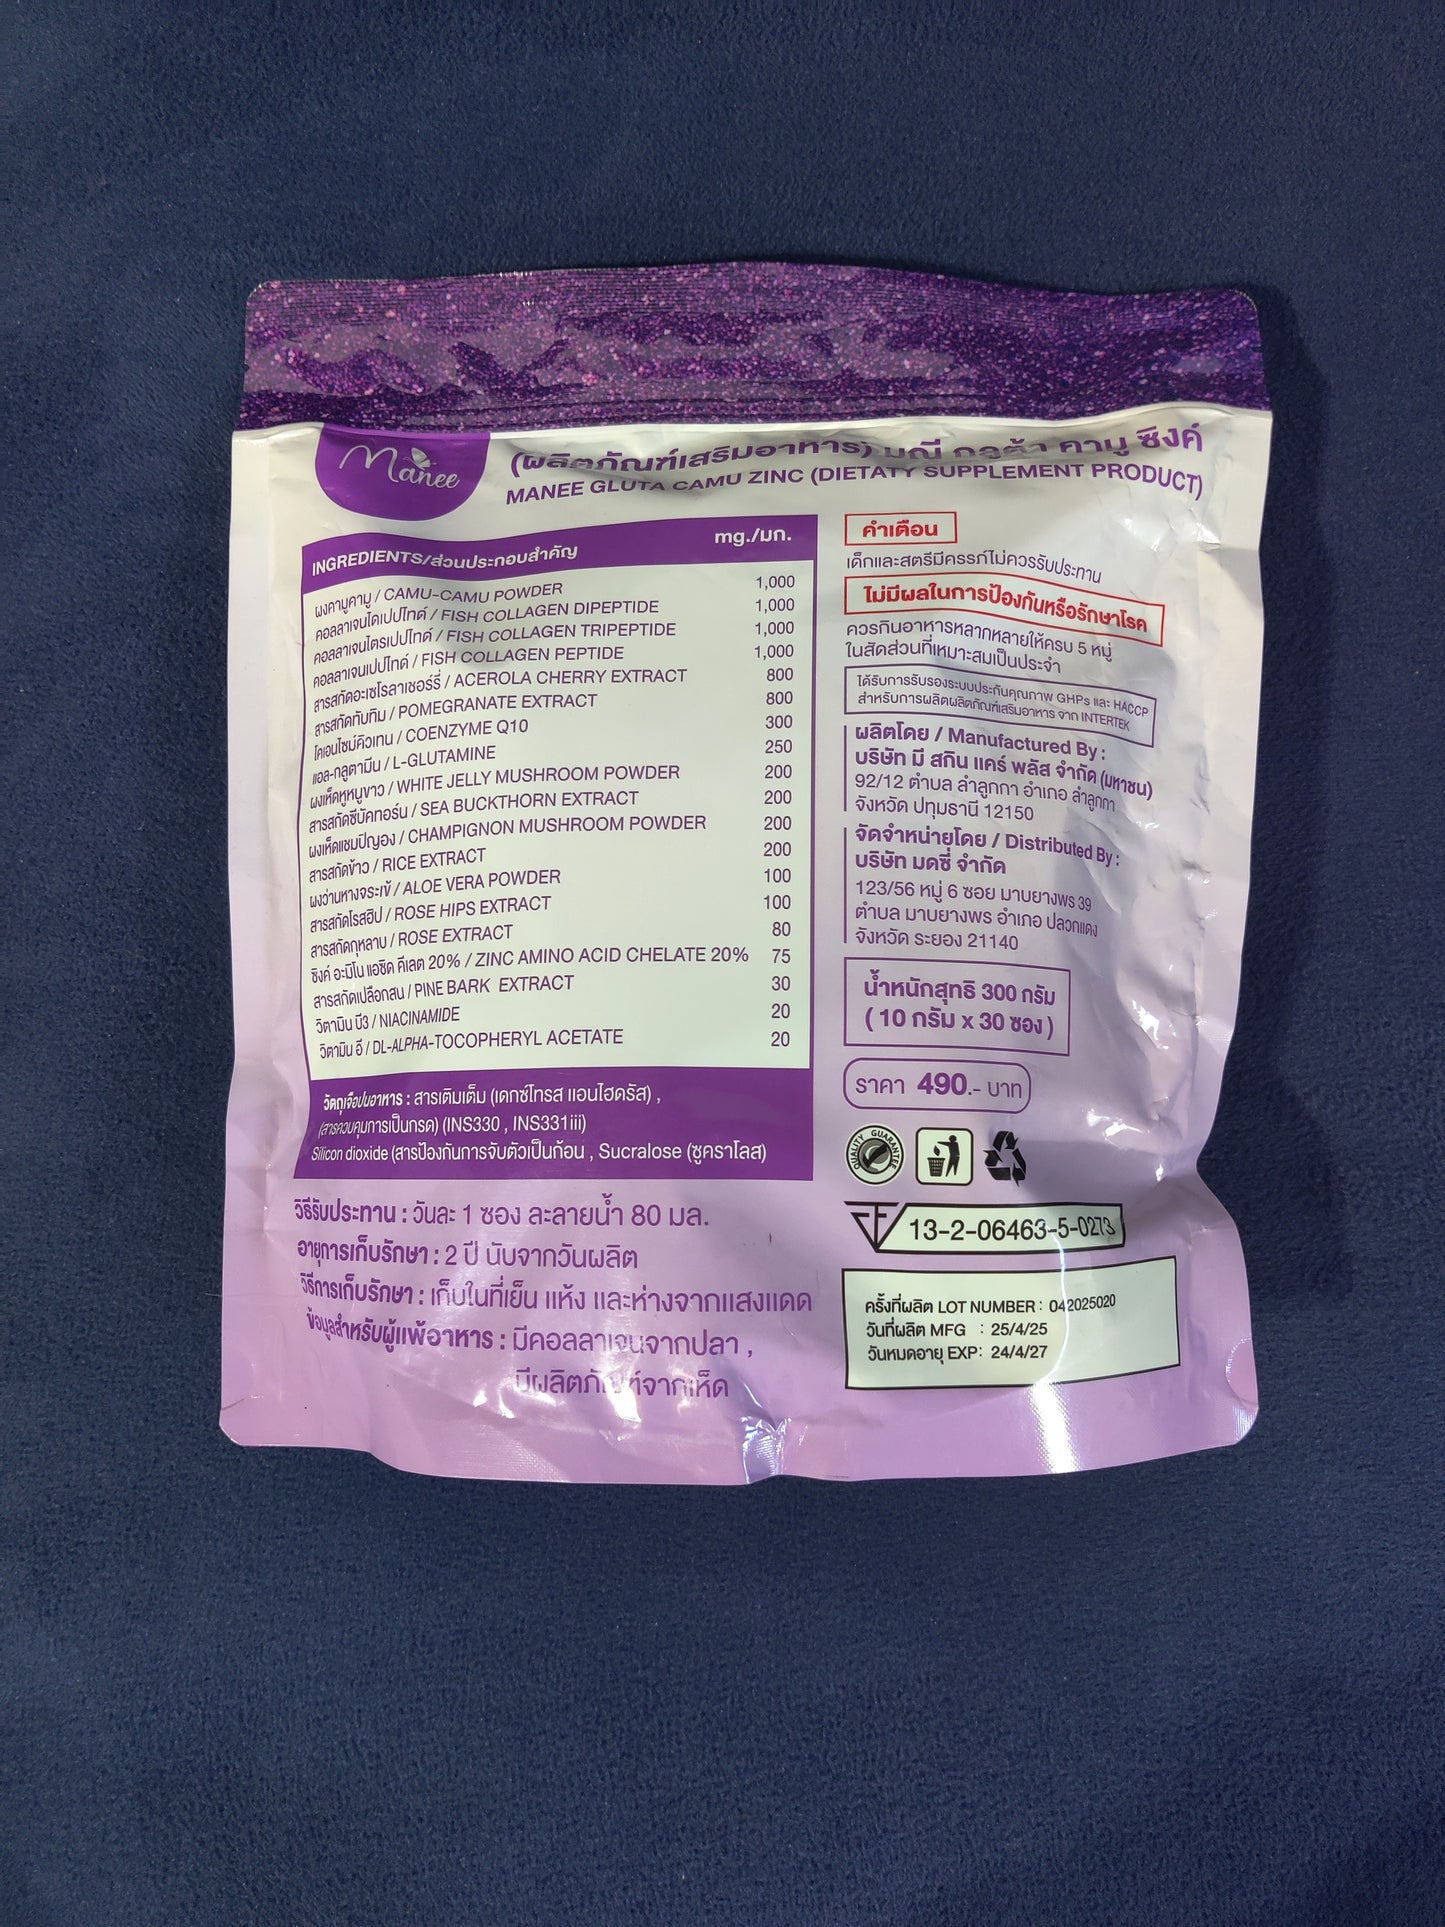 Manee
(ผลิตภัณฑ์เสริมอาหาร) มณี กลูต้า คามู ซิงค์
MANEE GLUTA CAMU ZINC (DIETATY SUPPLEMENT PRODUCT)
INGREDIENTS/ส่วนประกอบสำคัญ mg./มก.
ผงคามูคามู / CAMU-CAMU POWDER 1,000
คอลลาเจนไดเปปไทด์ / FISH COLLAGEN DIPEPTIDE 1,000
คอลลาเจนไตรเปปไทด์ / FISH COLLAGEN TRIPEPTIDE 1,000
คอลลาเจนเปปไทด์ / FISH COLLAGEN PEPTIDE 1,000
สารสกัดอะเซโรลาเชอร์รี่ / ACEROLA CHERRY EXTRACT 800
สารสกัดทับทิม / POMEGRANATE EXTRACT 800
โคเอนไซม์คิวเทน / COENZYME Q10 300
แอล-กลูตามีน / L-GLUTAMINE 250
ผงเห็ดหูหนูขาว / WHITE JELLY MUSHROOM POWDER 200
สารสกัดซีบัคทอร์น / SEA BUCKTHORN EXTRACT 200
ผงเห็ดแชมปิญอง / CHAMPIGNON MUSHROOM POWDER 200
สารสกัดข้าว / RICE EXTRACT 200
ผงว่านหางจระเข้ / ALOE VERA POWDER 100
สารสกัดโรสฮิป / ROSE HIPS EXTRACT 100
สารสกัดกุหลาบ / ROSE EXTRACT 80
ซิงค์ อะมิโน แอซิด คีเลต 20% / ZINC AMINO ACID CHELATE 20% 75
สารสกัดเปลือกสน / PINE BARK EXTRACT 30
วิตามิน บี3 / NIACINAMIDE 20
วิตามิน อี / DL-ALPHA-TOCOPHERYL ACETATE 20
วัตถุเจือปนอาหาร : สารเติมเต็ม (เดกซ์โทรส แอนไฮดรัส) ,
(สารควบคุมการเป็นกรด) (INS330 , INS331iii)
Silicon dioxide (สารป้องกันการจับตัวเป็นก้อน , Sucralose (ซูคราโลส)
วิธีรับประทาน : วันละ 1 ซอง ละลายน้ำ 80 มล.
อายุการเก็บรักษา : 2 ปี นับจากวันผลิต
วิธีการเก็บรักษา : เก็บในที่เย็น แห้ง และห่างจากแสงแดด
ข้อมูลสำหรับผู้แพ้อาหาร : มีคอลลาเจนจากปลา ,
มีผลิตภัณฑ์จากเห็ด
คำเตือน
เด็กและสตรีมีครรภ์ไม่ควรรับประทาน
ไม่มีผลในการป้องกันหรือรักษาโรค
ควรกินอาหารหลากหลายให้ครบ 5 หมู่
ในสัดส่วนที่เหมาะสมเป็นประจำ
ได้รับการรับรองระบบประกันคุณภาพ GHPs และ HACCP
สำหรับการผลิตผลิตภัณฑ์เสริมอาหาร จาก INTERTEK
ผลิตโดย / Manufactured By :
บริษัท มี สกิน แคร์ พลัส จำกัด (มหาชน)
92/12 ตำบล ลำลูกกา อำเภอ ลำลูกกา
จังหวัด ปทุมธานี 12150
จัดจำหน่ายโดย / Distributed By :
บริษัท มดซี่ จำกัด
123/56 หมู่ 6 ซอย มาบยางพร 39
ตำบล มาบยางพร อำเภอ ปลวกแดง
จังหวัด ระยอง 21140
น้ำหนักสุทธิ 300 กรัม
( 10 กรัม x 30 ซอง )
ราคา 490.- บาท
QUALITY GUARANTEE
13-2-06463-5-0273
ครั้งที่ผลิต LOT NUMBER : 042025020
วันที่ผลิต MFG : 25/4/25
วันหมดอายุ EXP: 24/4/27